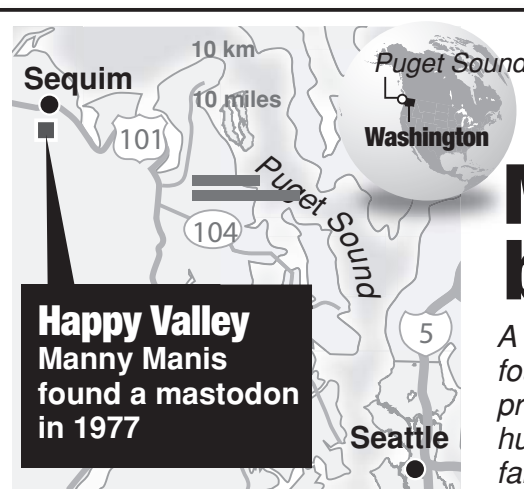 10 km
10 miles
Sequim
101
104
Puget Sound
Happy Valley
Manny Manis
found a mastodon
in 1977
5
Seattle
Puget Sound
Washington
A